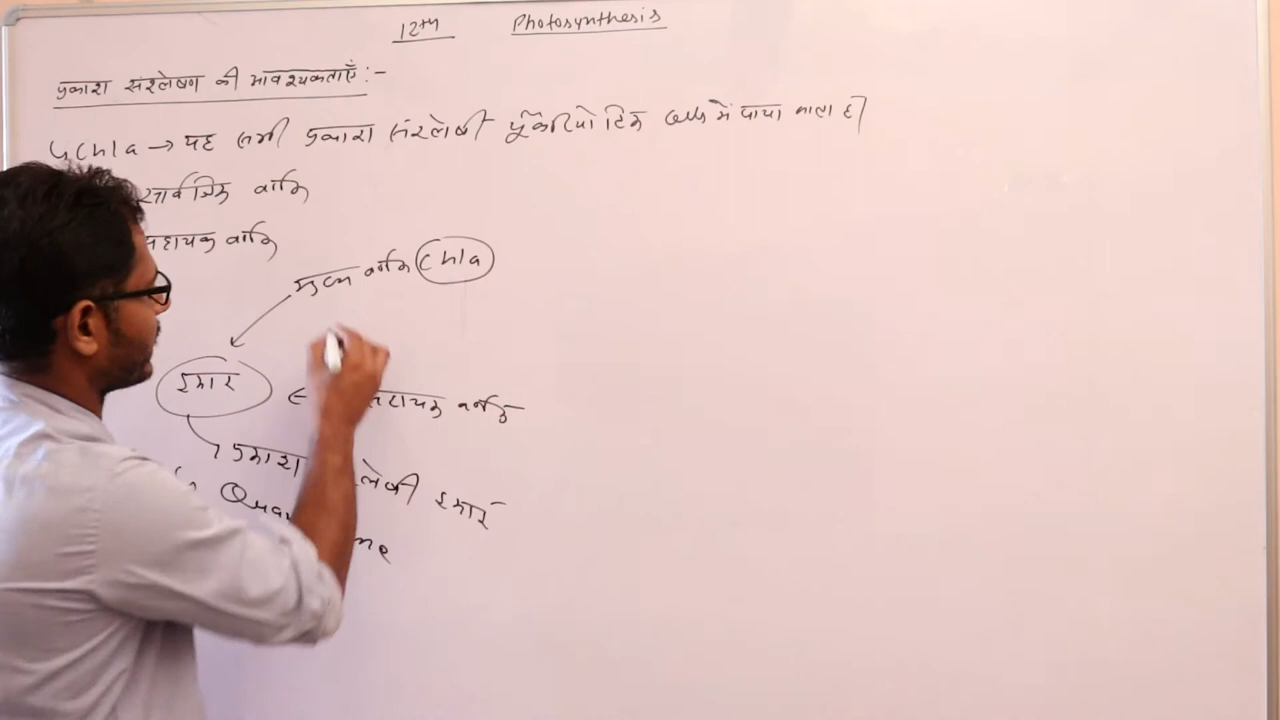 12th Photosynthesis
प्रकाश संश्लेषण की आवश्यकताएँ :-
Chla → यह सभी प्रकाश संश्लेषी यूकैरियोटिक Cells में पाया जाता है।
सार्वत्रिक वर्णक
सहायक वर्णक
मुख्य वर्णक Chla
इकाई
सहायक वर्णक
प्रकाश इकाई